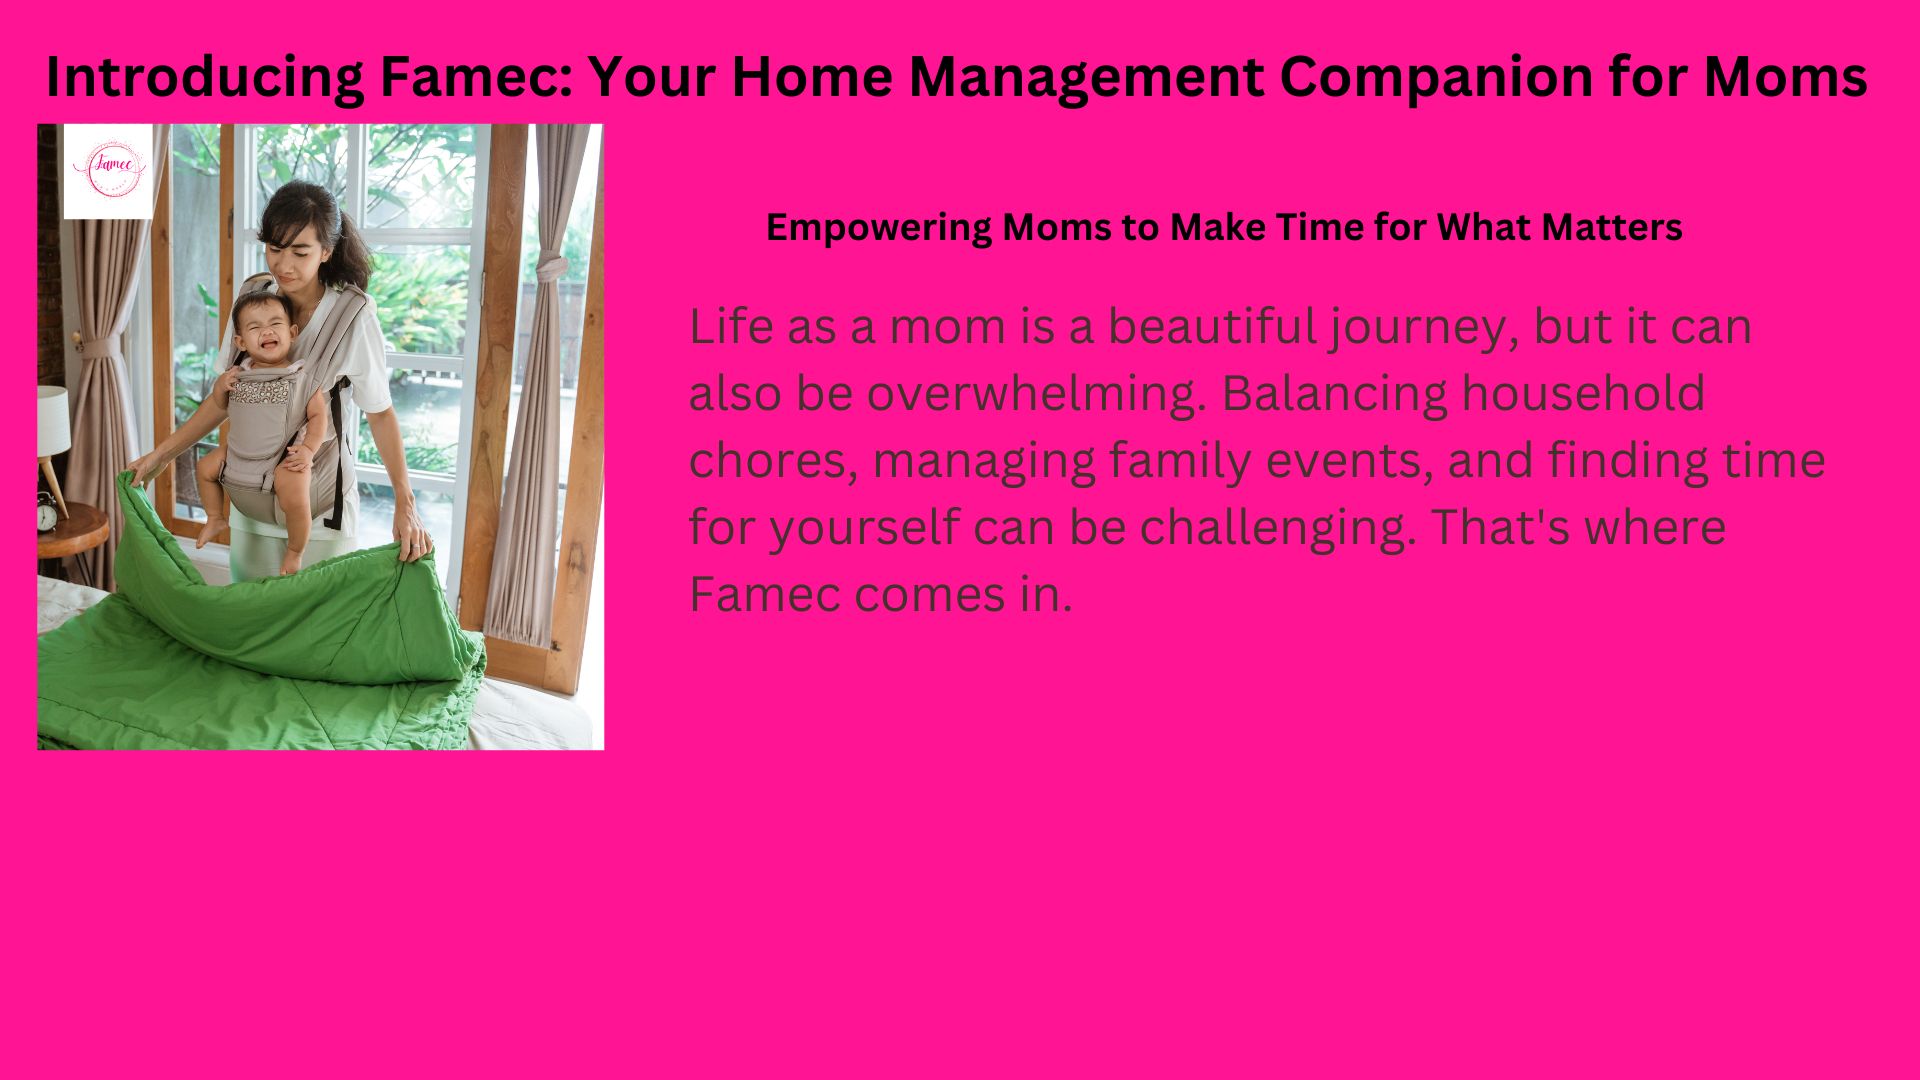 Introducing Famec: Your Home Management Companion for Moms
Famec
Empowering Moms to Make Time for What Matters
Life as a mom is a beautiful journey, but it can
also be overwhelming. Balancing household
chores, managing family events, and finding time
for yourself can be challenging. That's where
Famec comes in.